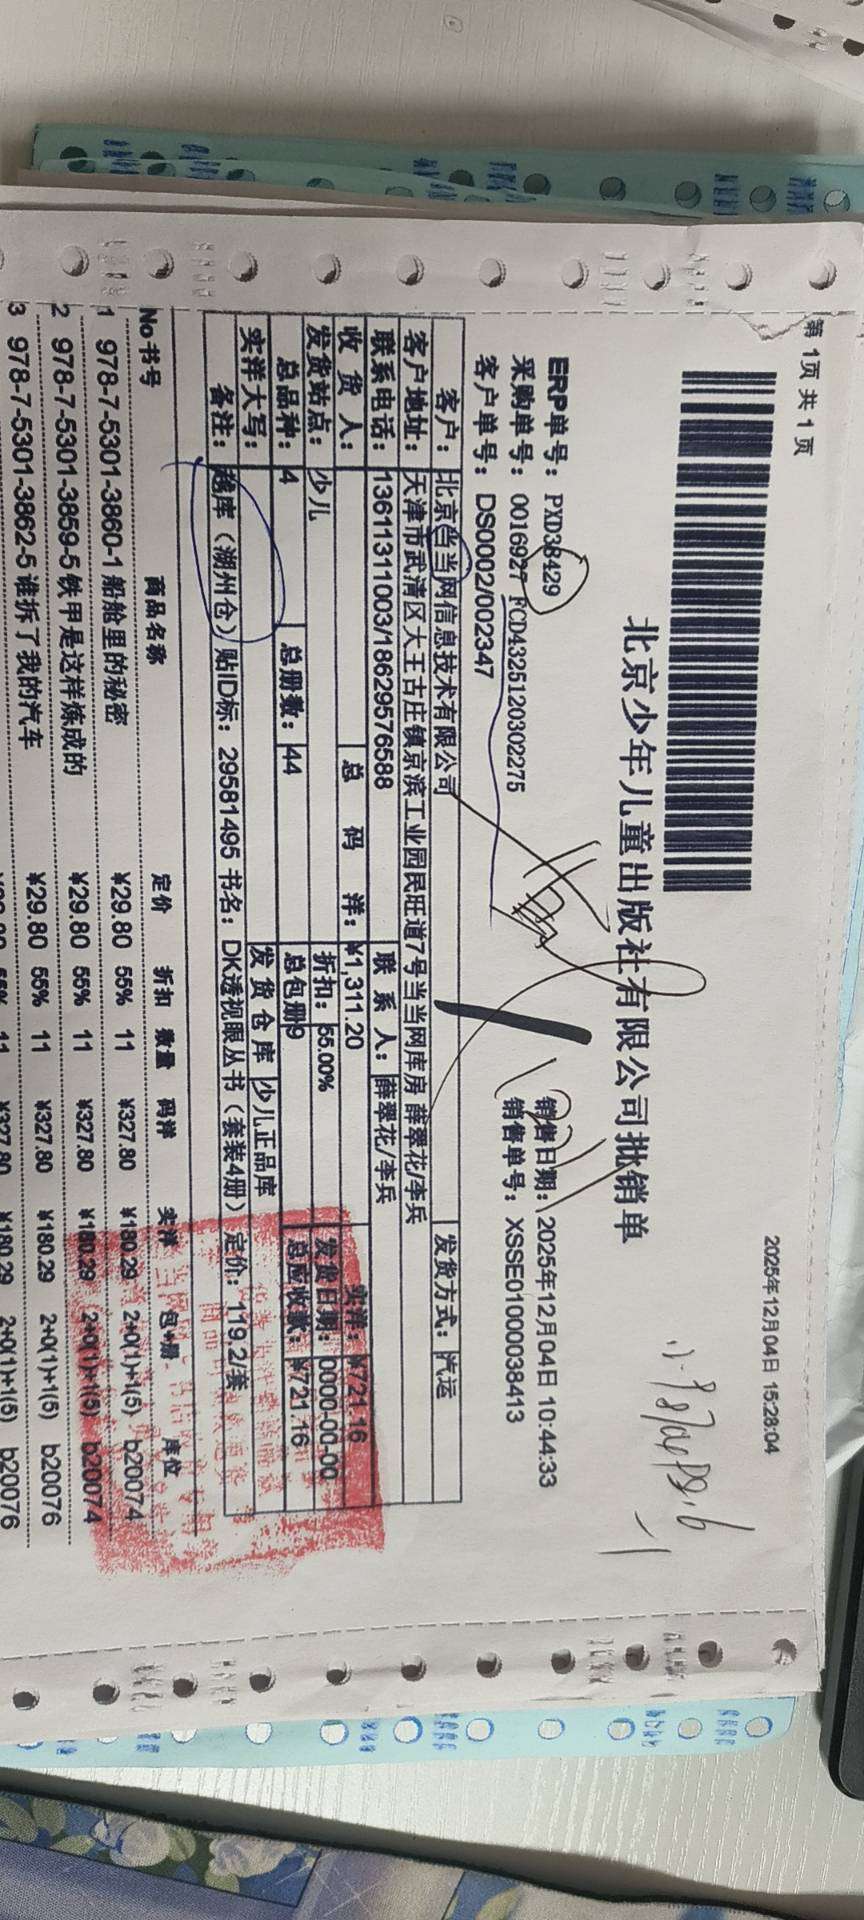 第 1页 共 1 页
2025年12月04日 15:28:04
北京少年儿童出版社有限公司批销单
ERP单号：PXD38429
销售日期：2025年12月04日 10:44:33
采购单号：0016927 FCD4325120302275
销售单号：XSSE01000038413
客户单号：DS0002/002347
客户：北京当当网信息技术有限公司 发货方式：汽运
客户地址：天津市武清区大王古庄镇京滨工业园民旺道7号当当网库房 薛翠花/李兵
联系电话：13611311003/18629576588 联系人：薛翠花/李兵
收货人： 总码洋：¥1,311.20 实洋：¥721.16
发货站点：少儿 折扣：55.00% 发货日期：0000-00-00
总品种：4 总册数：44 总包册9 总应收款：¥721.16
实洋大写： 发货仓库 少儿正品库
备注：越库（湖州仓）贴ID标：29581495 书名：DK透视眼丛书（套装4册）定价：119.2/套
No 书号 商品名称 定价 折扣 数量 码洋 实洋 包+册 库位
1 978-7-5301-3860-1 船舱里的秘密 ¥29.80 55% 11 ¥327.80 ¥180.29 2+0(1)+1(5) b20074
2 978-7-5301-3859-5 铁甲是这样炼成的 ¥29.80 55% 11 ¥327.80 ¥180.29 2+0(1)+1(5) b20074
3 978-7-5301-3862-5 谁拆了我的汽车 11 ¥327.80 ¥180.29 2+0(1)+1(5) b20076